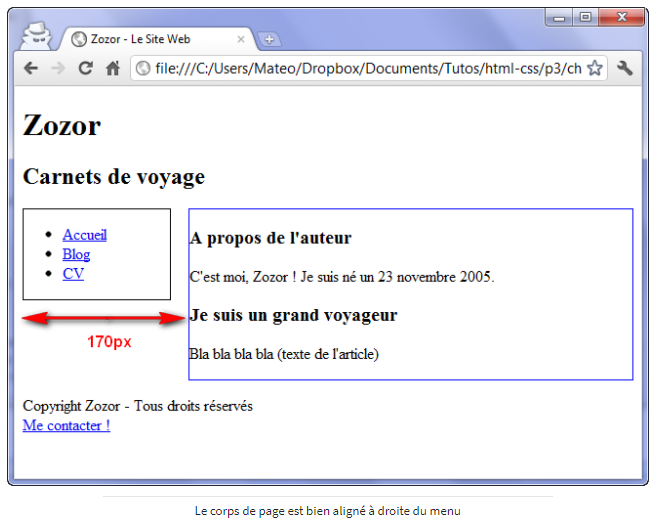 Zozor - Le Site Web
file:///C:/Users/Mateo/Dropbox/Documents/Tutos/html-css/p3/ch
Zozor
Carnets de voyage
Accueil
Blog
CV
170px
A propos de l'auteur
C'est moi, Zozor ! Je suis né un 23 novembre 2005.
Je suis un grand voyageur
Bla bla bla bla (texte de l'article)
Copyright Zozor - Tous droits réservés
Me contacter !
Le corps de page est bien aligné à droite du menu